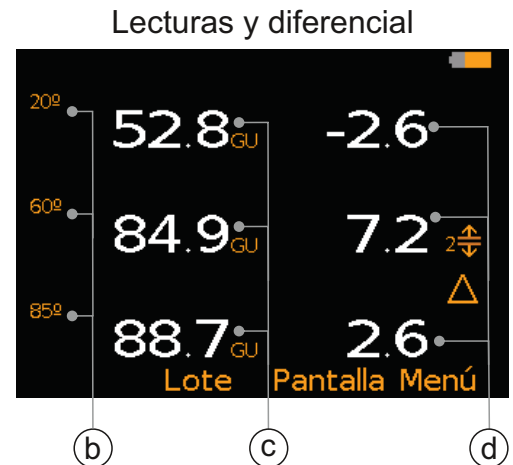 Lecturas y diferencial
20º
52.8GU -2.6
60º
84.9GU 7.2 2
85º
88.7GU 2.6
Lote Pantalla Menú
b c d